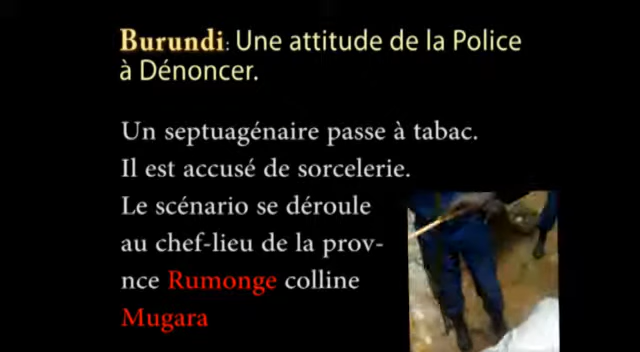 Burundi: Une attitude de la Police
à Dénoncer.
Un septuagénaire passe à tabac.
Il est accusé de sorcelerie.
Le scénario se déroule
au chef-lieu de la prov-
nce Rumonge colline
Mugara